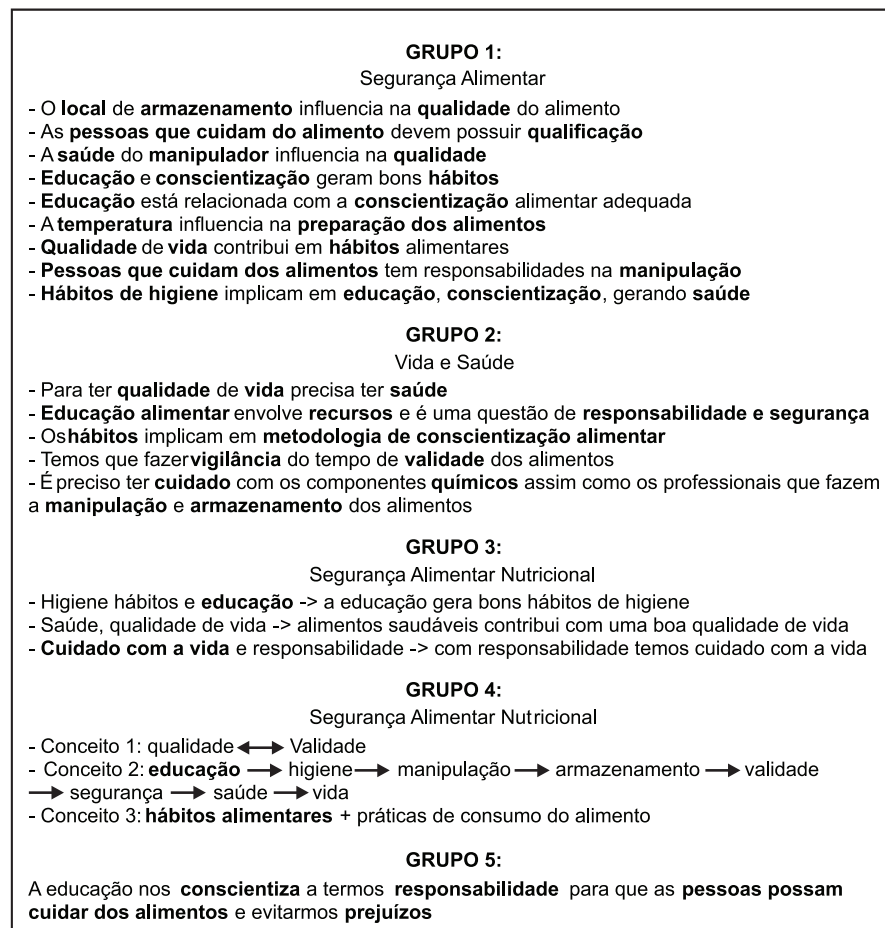 GRUPO 1:
Segurança Alimentar
- O local de armazenamento influencia na qualidade do alimento
- As pessoas que cuidam do alimento devem possuir qualificação
- A saúde do manipulador influencia na qualidade
- Educação e conscientização geram bons hábitos
- Educação está relacionada com a conscientização alimentar adequada
- A temperatura influencia na preparação dos alimentos
- Qualidade de vida contribui em hábitos alimentares
- Pessoas que cuidam dos alimentos tem responsabilidades na manipulação
- Hábitos de higiene implicam em educação, conscientização, gerando saúde
GRUPO 2:
Vida e Saúde
- Para ter qualidade de vida precisa ter saúde
- Educação alimentar envolve recursos e é uma questão de responsabilidade e segurança
- Os hábitos implicam em metodologia de conscientização alimentar
- Temos que fazer vigilância do tempo de validade dos alimentos
- É preciso ter cuidado com os componentes químicos assim como os professionais que fazem
a manipulação e armazenamento dos alimentos
GRUPO 3:
Segurança Alimentar Nutricional
- Higiene hábitos e educação -> a educação gera bons hábitos de higiene
- Saúde, qualidade de vida -> alimentos saudáveis contribui com uma boa qualidade de vida
- Cuidado com a vida e responsabilidade -> com responsabilidade temos cuidado com a vida
GRUPO 4:
Segurança Alimentar Nutricional
- Conceito 1: qualidade ↔ Validade
- Conceito 2: educação → higiene → manipulação → armazenamento → validade
→ segurança → saúde → vida
- Conceito 3: hábitos alimentares + práticas de consumo do alimento
GRUPO 5:
A educação nos conscientiza a termos responsabilidade para que as pessoas possam
cuidar dos alimentos e evitarmos prejuízos